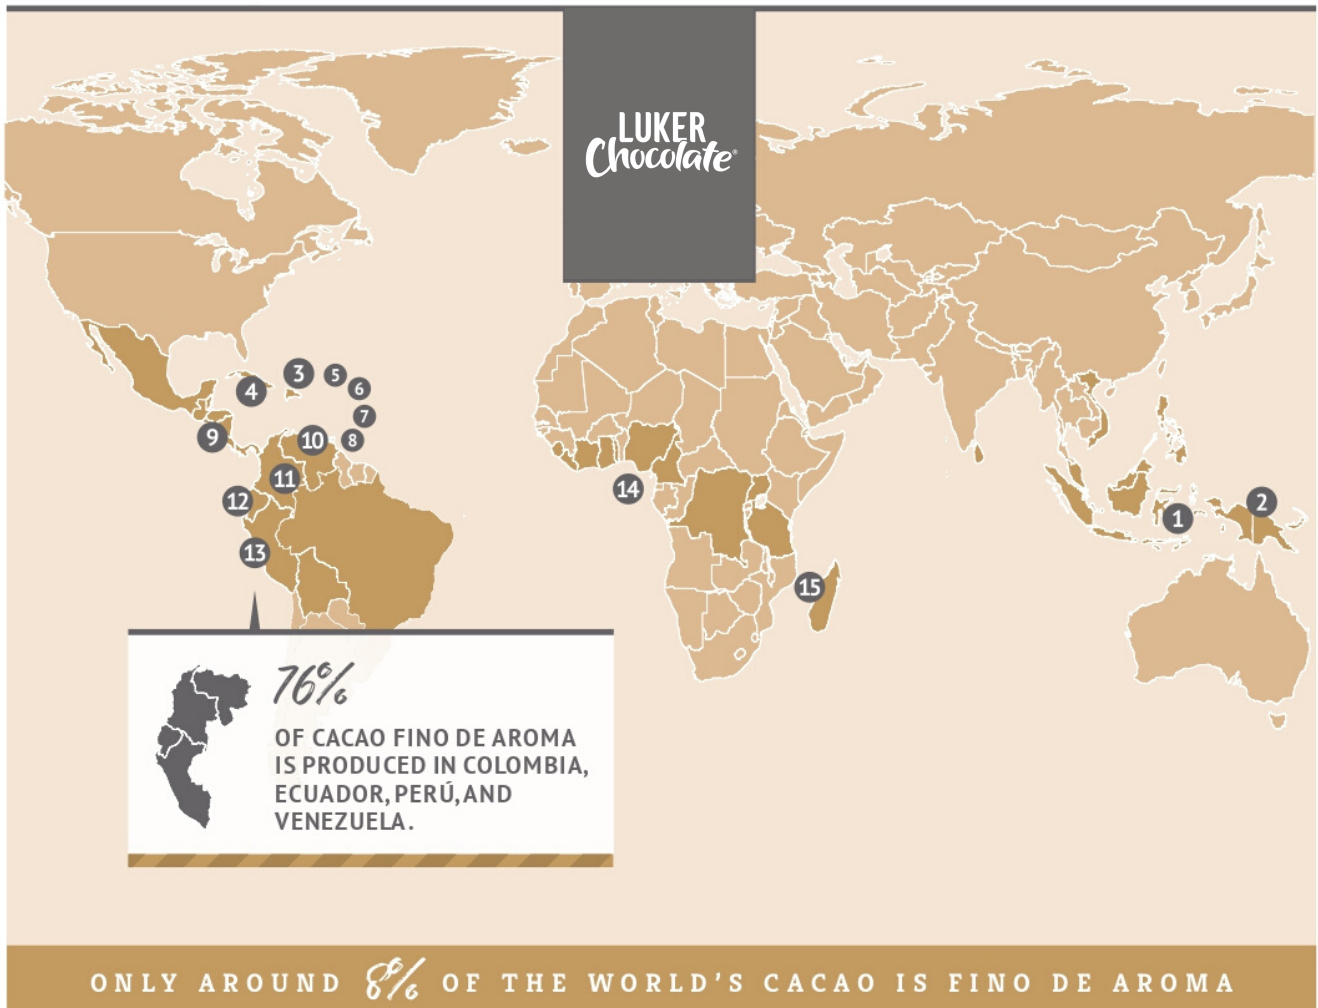 LUKER
Chocolate®
3
5
4
6
7
9
10
8
11
12
14
2
1
13
15
76%
OF CACAO FINO DE AROMA
IS PRODUCED IN COLOMBIA,
ECUADOR, PERÚ, AND
VENEZUELA.
ONLY AROUND 8% OF THE WORLD'S CACAO IS FINO DE AROMA